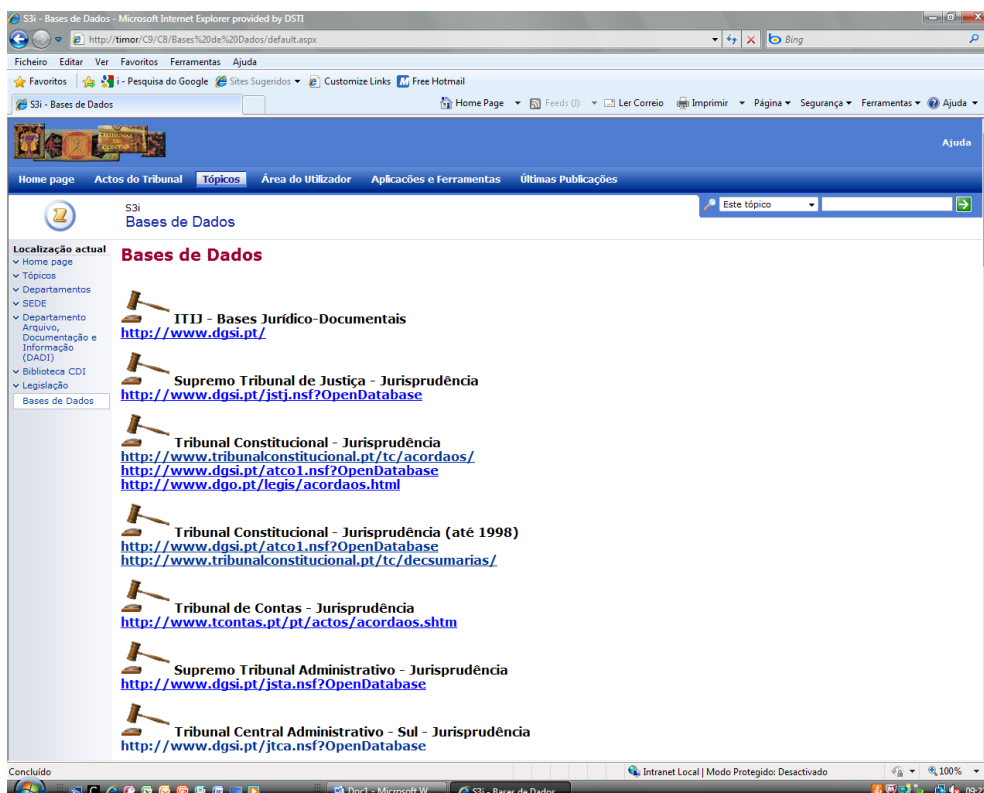 S3i - Bases de Dados - Microsoft Internet Explorer provided by DSTI
http://timor/C9/C8/Bases%20de%20Dados/default.aspx
Bing
Ficheiro Editar Ver Favoritos Ferramentas Ajuda
Favoritos i - Pesquisa do Google Sites Sugeridos Customize Links Free Hotmail
S3i - Bases de Dados
Home Page Feeds (J) Ler Correio Imprimir Página Segurança Ferramentas Ajuda
TRIBUNAL
DE
CONTAS
Ajuda
Home page Actos do Tribunal Tópicos Área do Utilizador Aplicacões e Ferramentas Últimas Publicações
Este tópico
S3i
Bases de Dados
Localização actual
Home page
Tópicos
Departamentos
SEDE
Departamento
Arquivo,
Documentação e
Informação
(DADI)
Biblioteca CDI
Legislação
Bases de Dados
Bases de Dados
ITIJ - Bases Jurídico-Documentais
http://www.dgsi.pt/
Supremo Tribunal de Justiça - Jurisprudência
http://www.dgsi.pt/jstj.nsf?OpenDatabase
Tribunal Constitucional - Jurisprudência
http://www.tribunalconstitucional.pt/tc/acordaos/
http://www.dgsi.pt/atco1.nsf?OpenDatabase
http://www.dgo.pt/legis/acordaos.html
Tribunal Constitucional - Jurisprudência (até 1998)
http://www.dgsi.pt/atco1.nsf?OpenDatabase
http://www.tribunalconstitucional.pt/tc/decsumarias/
Tribunal de Contas - Jurisprudência
http://www.tcontas.pt/pt/actos/acordaos.shtm
Supremo Tribunal Administrativo - Jurisprudência
http://www.dgsi.pt/jsta.nsf?OpenDatabase
Tribunal Central Administrativo - Sul - Jurisprudência
http://www.dgsi.pt/jtca.nsf?OpenDatabase
Concluído
Intranet Local | Modo Protegido: Desactivado
100%
Doc1 - Microsoft W...
S3i - Bases de Dados...